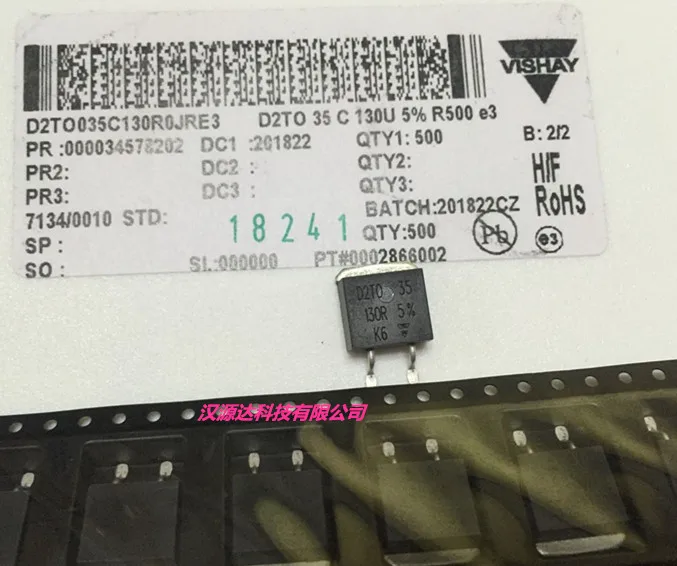 VISHAY
D2TO035C130R0JRE3 D2TO 35 C 130U 5% R500 e3
PR :000034578202 DC1 :201822 QTY1: 500 B: 2/2
PR2: DC2 : QTY2:
PR3: DC3 : QTY3:
H/F
RoHS
7134/0010 STD: BATCH:201822CZ
SP : 18241 QTY:500 Pb e3
SO : SL:000000 PT#0002866002
D2TO 35
130R 5%
K6
汉源达科技有限公司